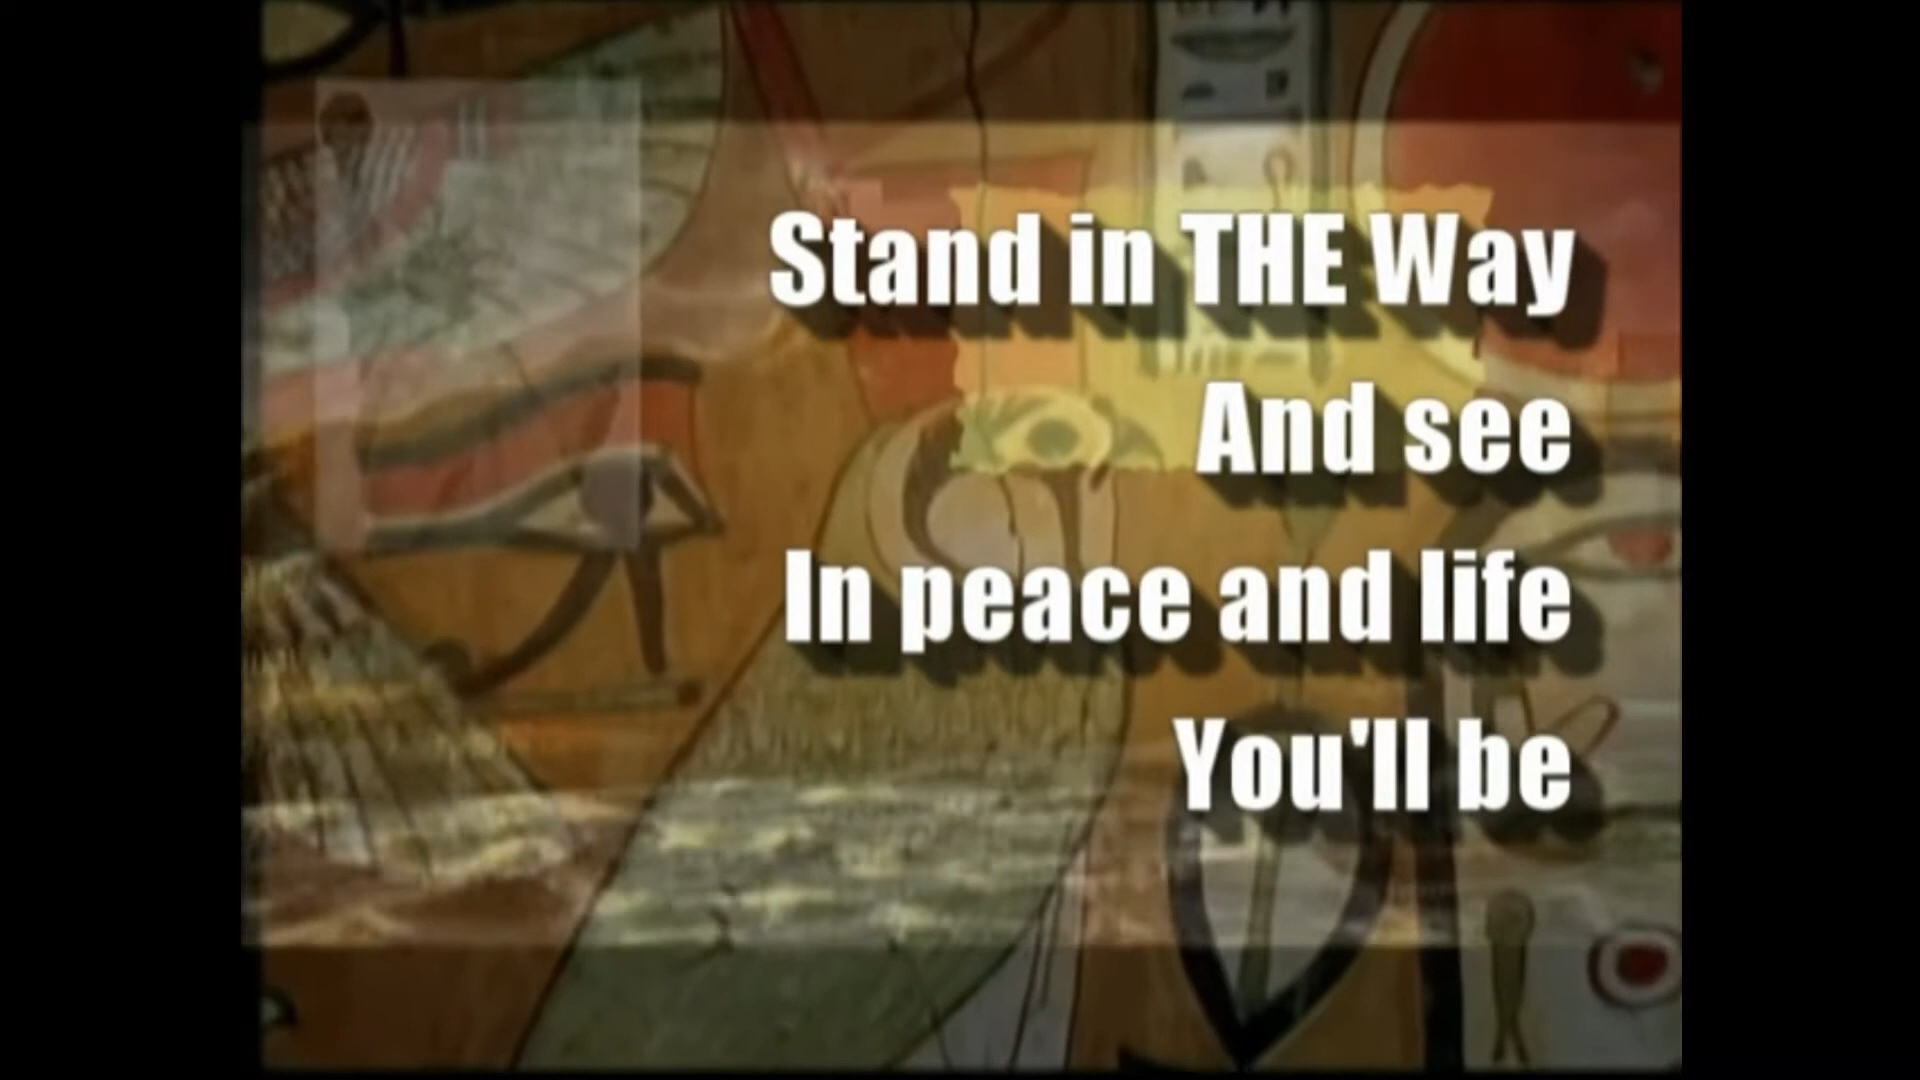 Stand in THE Way
And see
In peace and life
You'll be